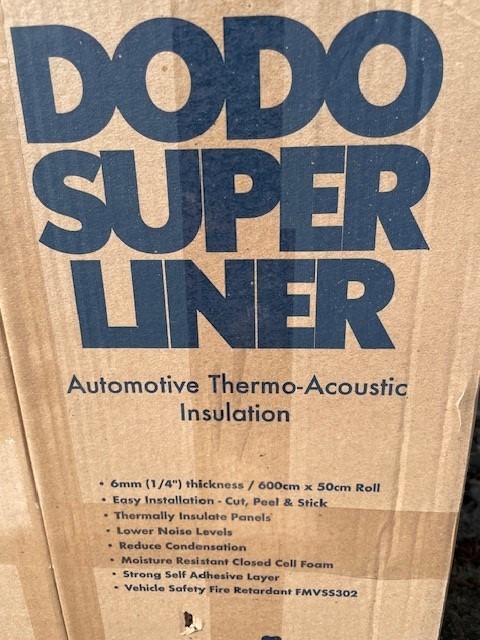 DODO
SUPER
LINER
Automotive Thermo-Acoustic
Insulation
• 6mm (1/4") thickness / 600cm x 50cm Roll
• Easy Installation - Cut, Peel & Stick
• Thermally Insulate Panels
• Lower Noise Levels
• Reduce Condensation
• Moisture Resistant Closed Cell Foam
• Strong Self Adhesive Layer
• Vehicle Safety Fire Retardant FMVSS302